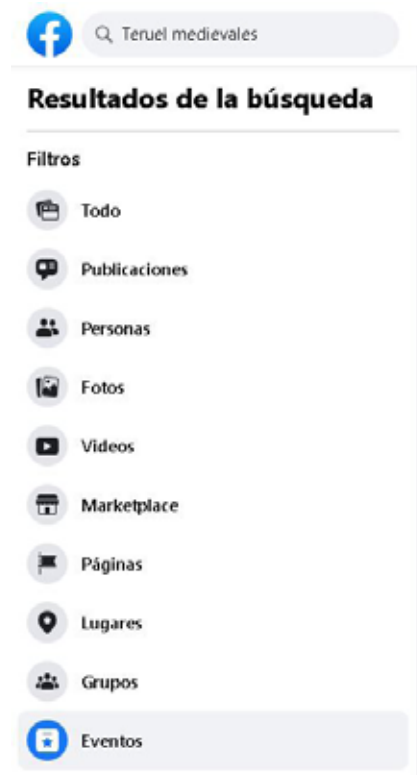 Teruel medievales
Resultados de la búsqueda
Filtros
Todo
Publicaciones
Personas
Fotos
Videos
Marketplace
Páginas
Lugares
Grupos
Eventos